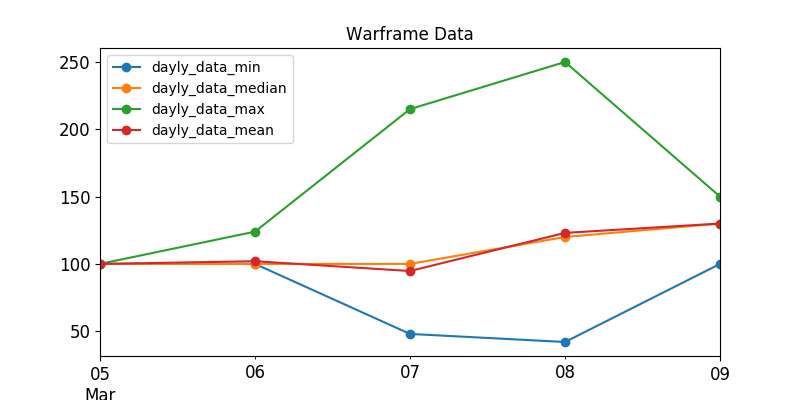 Warframe Data
dayly_data_min
dayly_data_median
dayly_data_max
dayly_data_mean
250
200
150
100
50
05 06 07 08 09
Mar